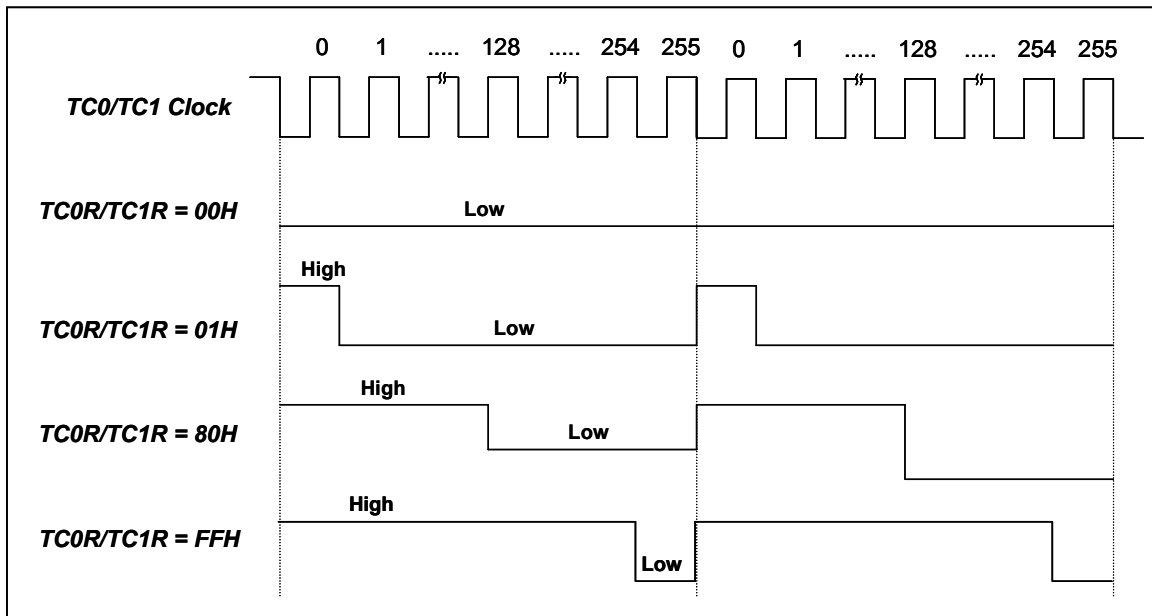 0 1 ..... 128 ..... 254 255 0 1 ..... 128 ..... 254 255
TC0/TC1 Clock
TC0R/TC1R = 00H
Low
High
TC0R/TC1R = 01H
Low
High
TC0R/TC1R = 80H
Low
High
TC0R/TC1R = FFH
Low